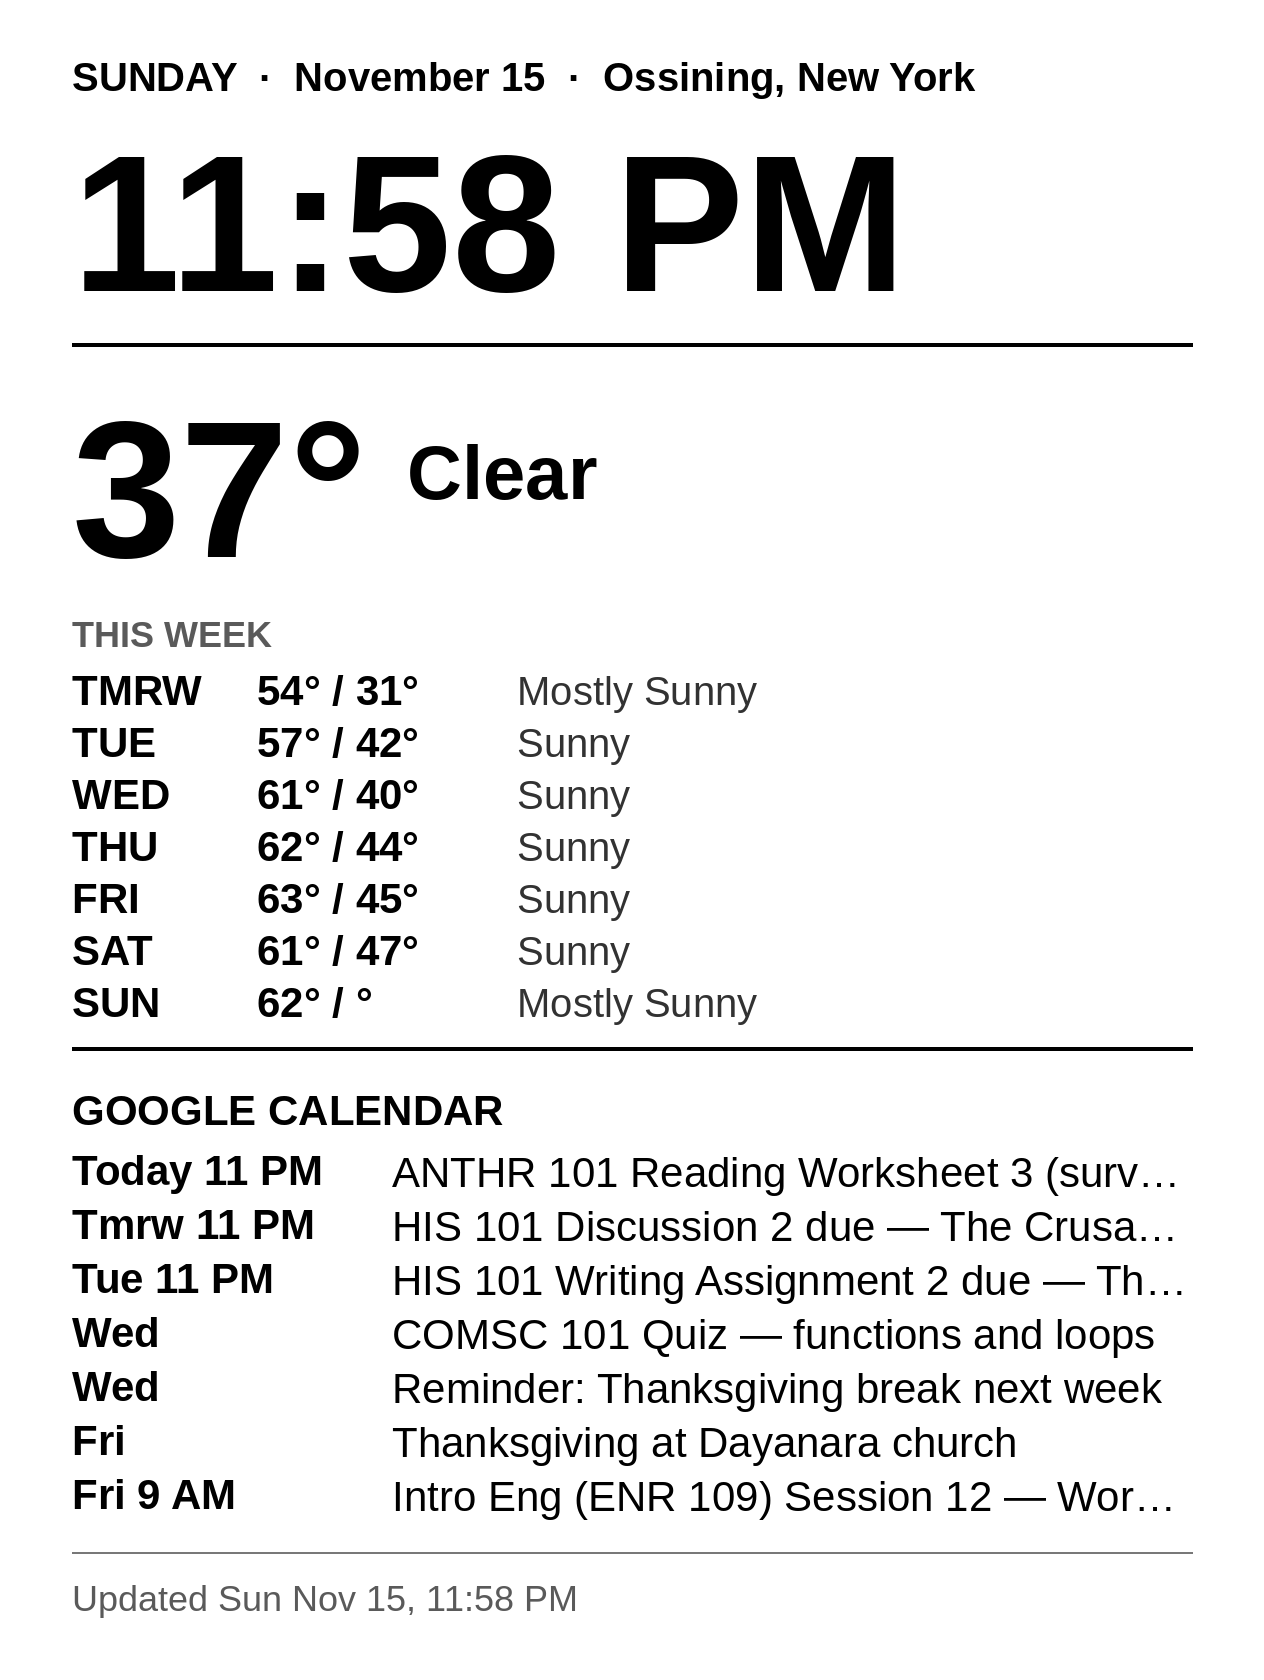 SUNDAY · November 15 · Ossining, New York
11:58 PM
37° Clear
THIS WEEK
TMRW 54° / 31° Mostly Sunny
TUE 57° / 42° Sunny
WED 61° / 40° Sunny
THU 62° / 44° Sunny
FRI 63° / 45° Sunny
SAT 61° / 47° Sunny
SUN 62° / ° Mostly Sunny
GOOGLE CALENDAR
Today 11 PM ANTHR 101 Reading Worksheet 3 (surv…
Tmrw 11 PM HIS 101 Discussion 2 due — The Crusa…
Tue 11 PM HIS 101 Writing Assignment 2 due — Th…
Wed COMSC 101 Quiz — functions and loops
Wed Reminder: Thanksgiving break next week
Fri Thanksgiving at Dayanara church
Fri 9 AM Intro Eng (ENR 109) Session 12 — Wor…
Updated Sun Nov 15, 11:58 PM